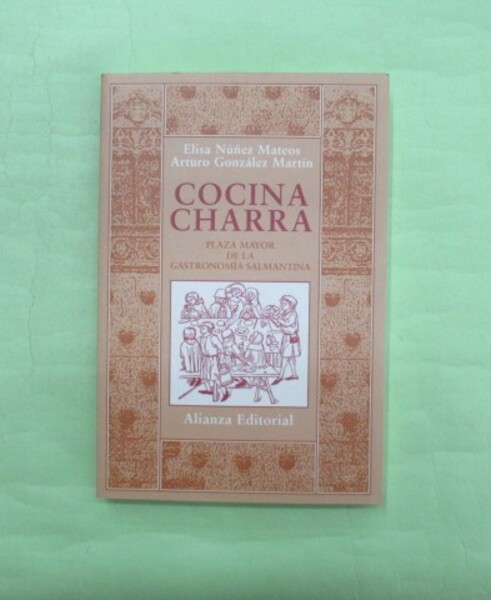 Elisa Núñez Mateos
Arturo González Martín
COCINA
CHARRA
PLAZA MAYOR
DE LA
GASTRONOMÍA SALMANTINA
Alianza Editorial